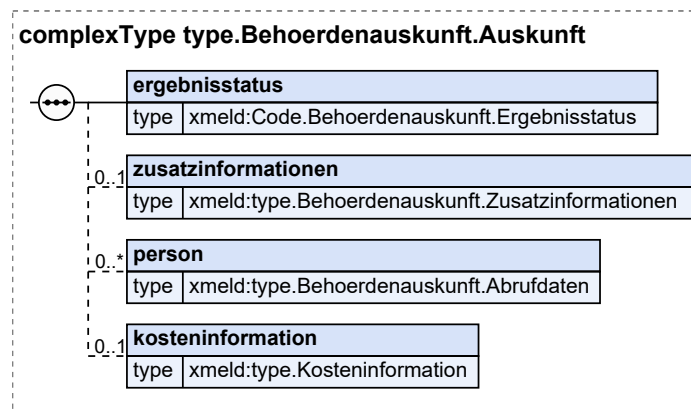 complexType type.Behoerdenauskunft.Auskunft
ergebnisstatus
type xmeld:Code.Behoerdenauskunft.Ergebnisstatus
0..1 zusatzinformationen
type xmeld:type.Behoerdenauskunft.Zusatzinformationen
0..* person
type xmeld:type.Behoerdenauskunft.Abrufdaten
0..1 kosteninformation
type xmeld:type.Kosteninformation